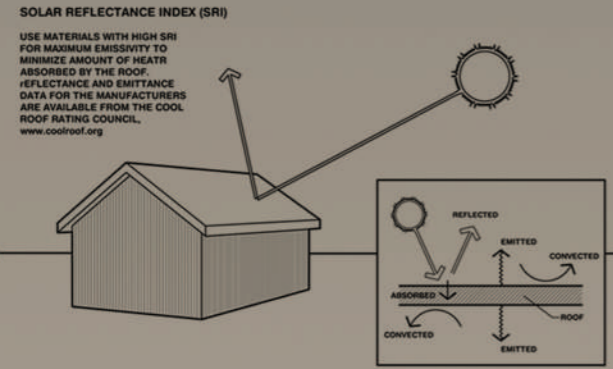 SOLAR REFLECTANCE INDEX (SRI)
USE MATERIALS WITH HIGH SRI
FOR MAXIMUM EMISSIVITY TO
MINIMIZE AMOUNT OF HEATR
ABSORBED BY THE ROOF.
rEFLECTANCE AND EMITTANCE
DATA FOR THE MANUFACTURERS
ARE AVAILABLE FROM THE COOL
ROOF RATING COUNCIL,
www.coolroof.org
REFLECTED
EMITTED
CONVECTED
ABSORBED
ROOF
CONVECTED
EMITTED